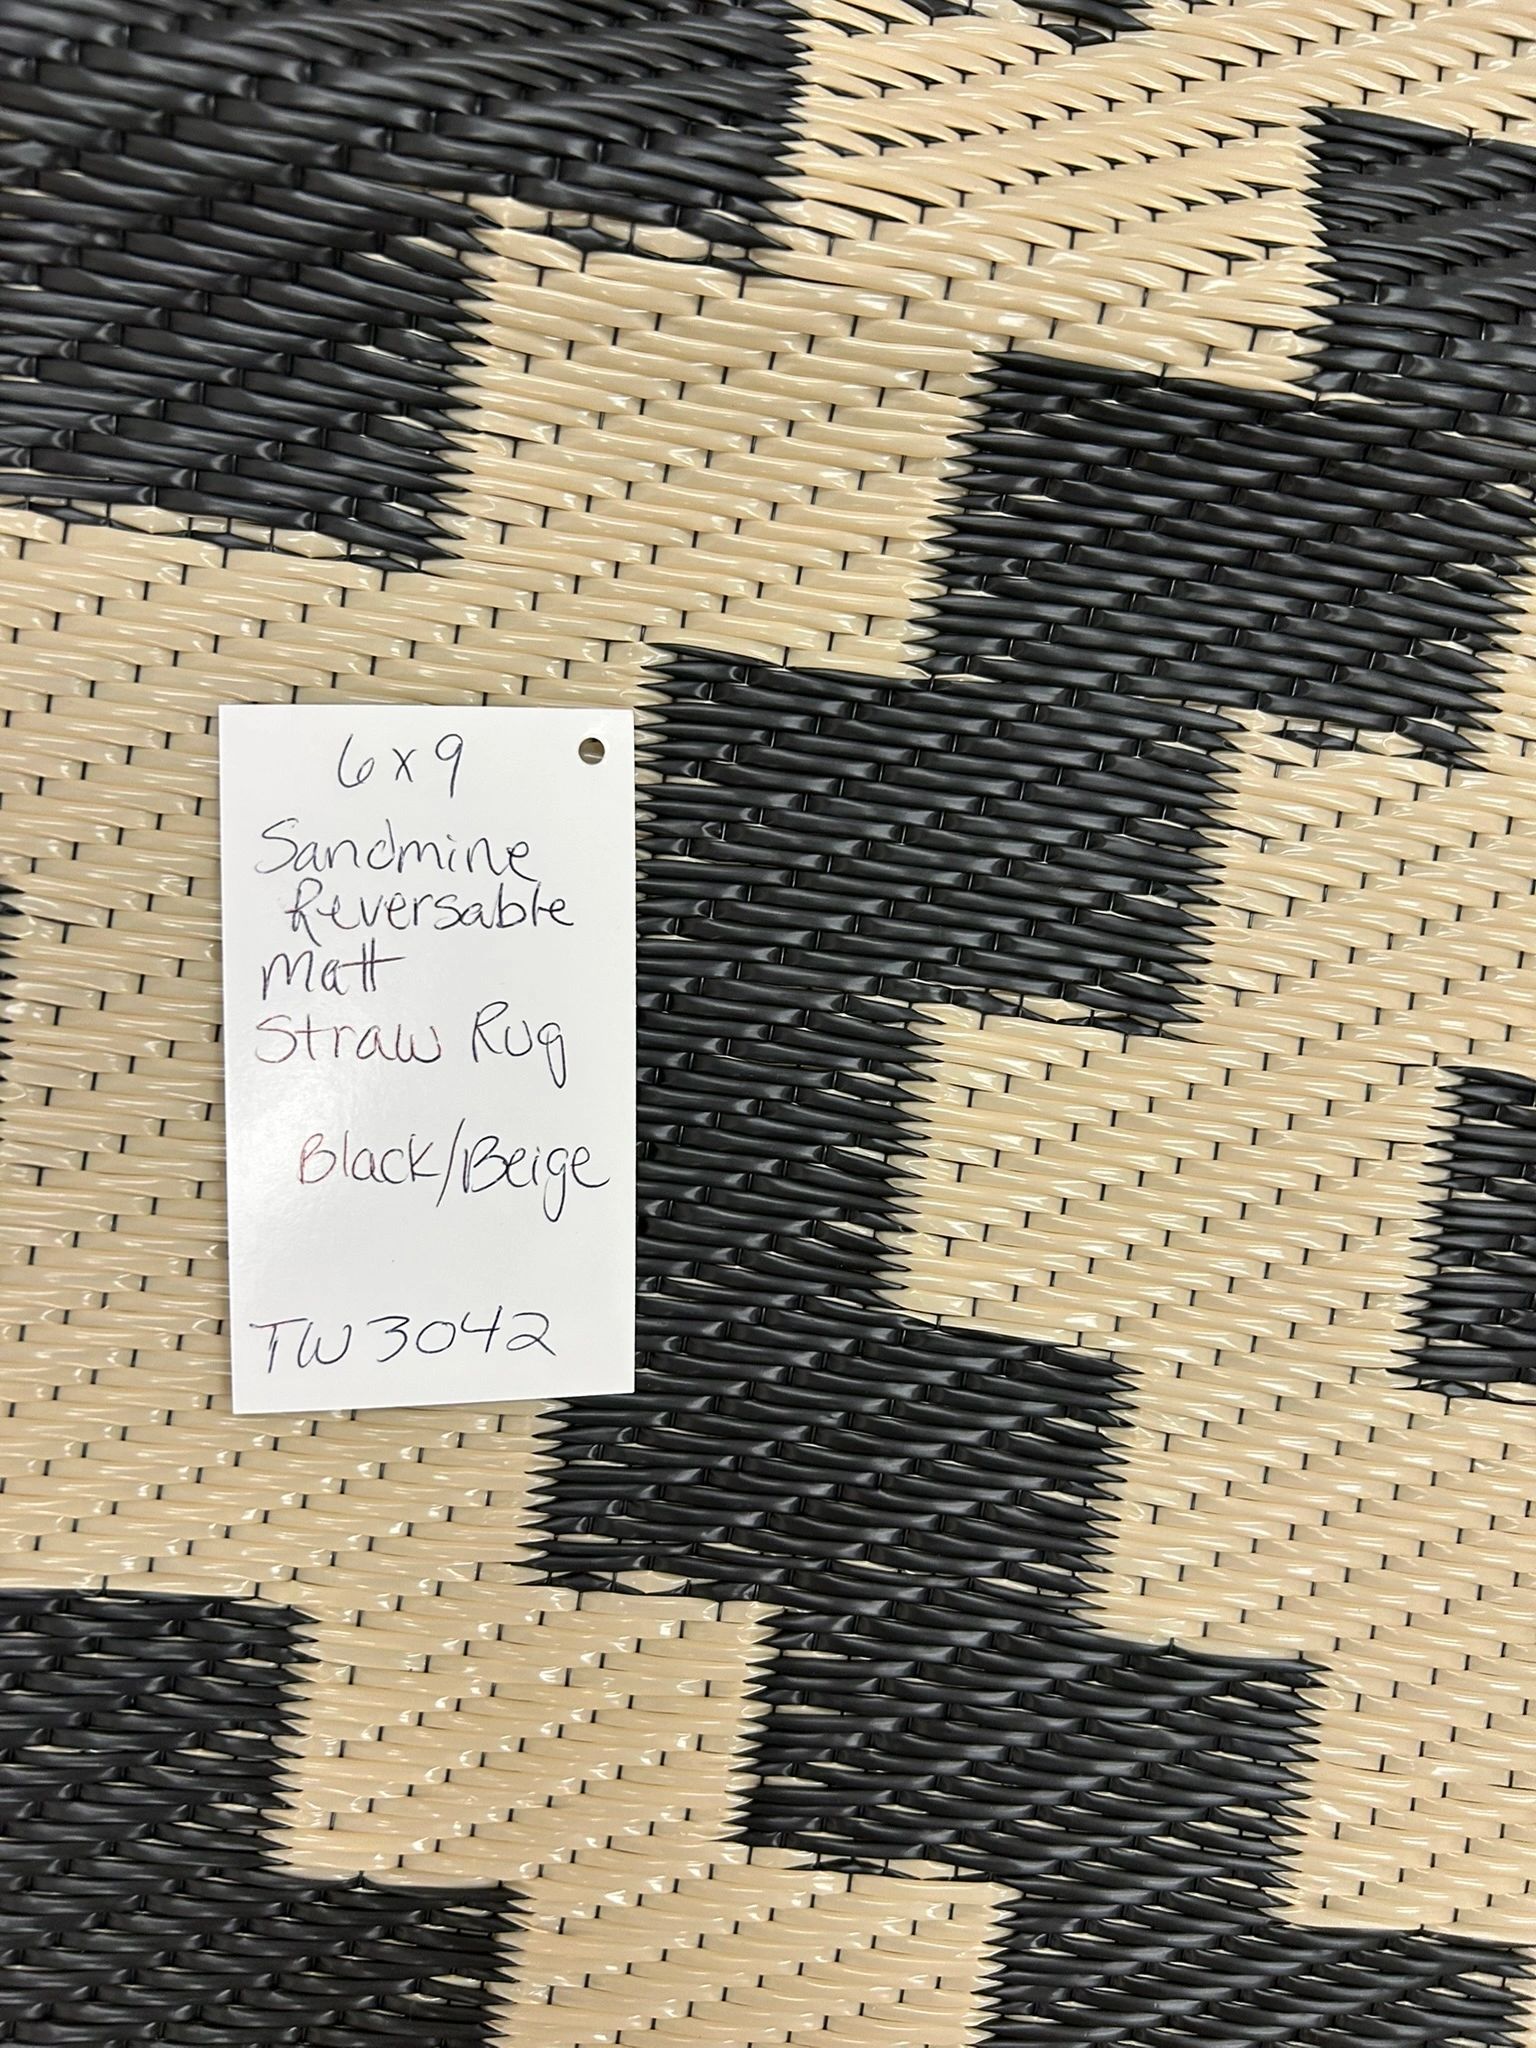 6x9
Sandmine
Reversable
Matt
Straw Rug
Black/Beige
TW3042